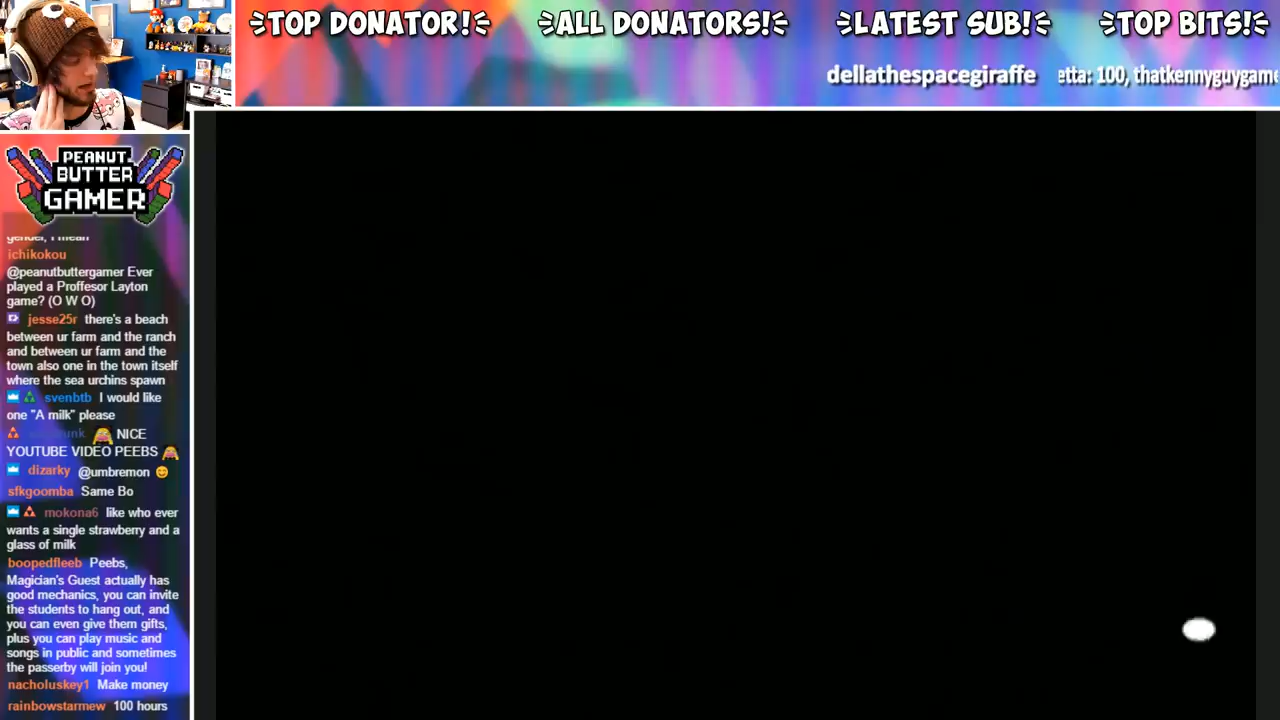 TOP DONATOR! ALL DONATORS! LATEST SUB! TOP BITS!
dellathespacegiraffe etta: 100, thatkennyguygame
PEANUT
BUTTER
GAMER
gender, I mean
ichikokou
@peanutbuttergamer Ever
played a Proffesor Layton
game? (O W O)
jesse25r there's a beach
between ur farm and the ranch
and between ur farm and the
town also one in the town itself
where the sea urchins spawn
svenbtb I would like
one "A milk" please
NICE
YOUTUBE VIDEO PEEBS
dizarky @umbremon
sfkgoomba Same Bo
mokona6 like who ever
wants a single strawberry and a
glass of milk
boopedfleeb Peebs,
Magician's Guest actually has
good mechanics, you can invite
the students to hang out, and
you can even give them gifts,
plus you can play music and
songs in public and sometimes
the passerby will join you!
nacholuskey1 Make money
rainbowstarmew 100 hours